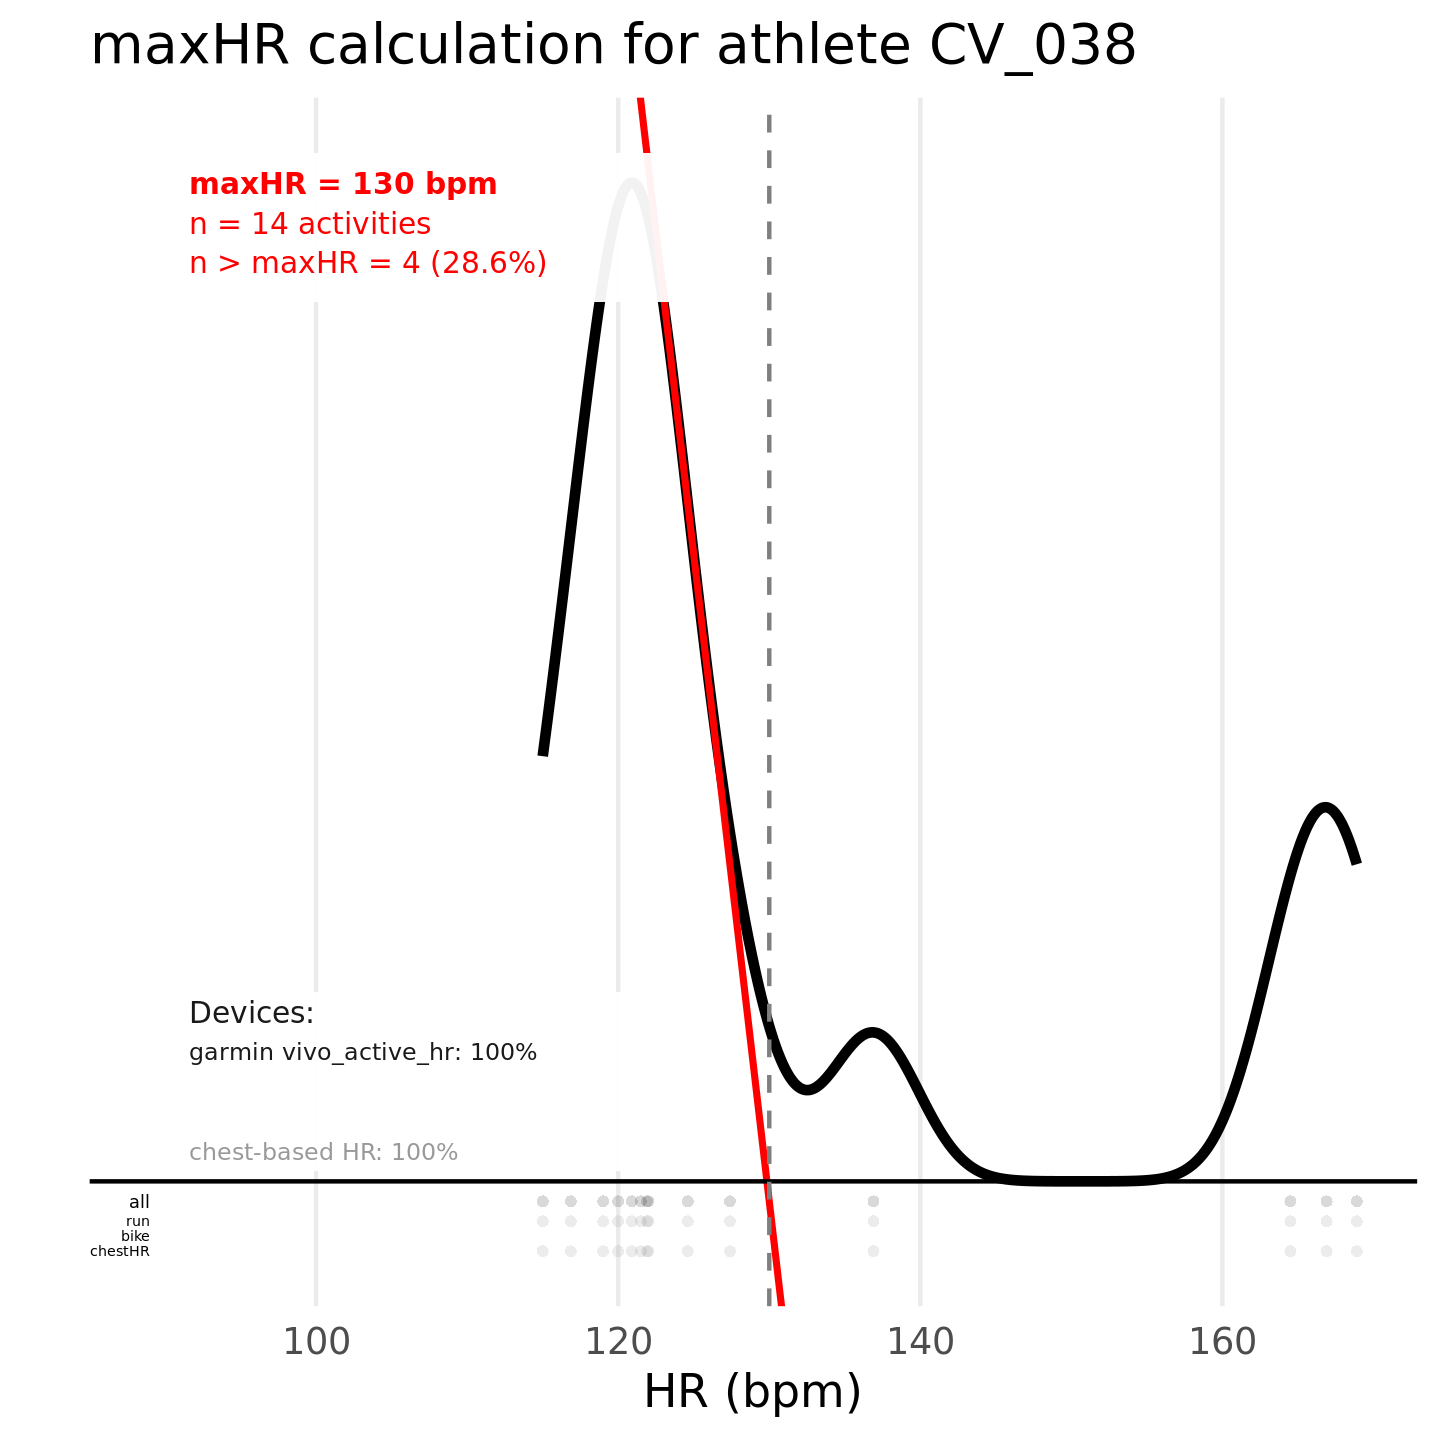 maxHR calculation for athlete CV_038
maxHR = 130 bpm
n = 14 activities
n > maxHR = 4 (28.6%)
Devices:
garmin vivo_active_hr: 100%
chest-based HR: 100%
all
run
bike
chestHR
100 120 140 160
HR (bpm)